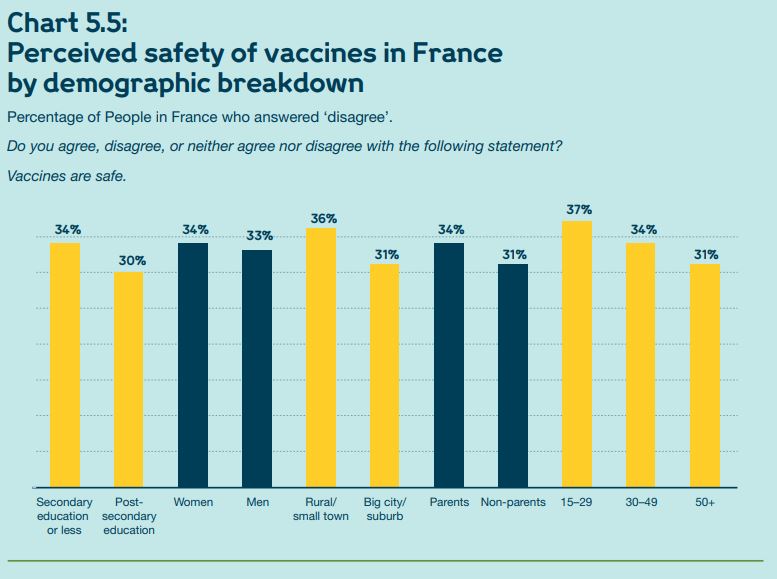 Chart 5.5:
Perceived safety of vaccines in France
by demographic breakdown
Percentage of People in France who answered ‘disagree’.
Do you agree, disagree, or neither agree nor disagree with the following statement?
Vaccines are safe.
34%
30%
34%
33%
36%
31%
34%
31%
37%
34%
31%
Secondary
education
or less
Post-
secondary
education
Women
Men
Rural/
small town
Big city/
suburb
Parents
Non-parents
15–29
30–49
50+